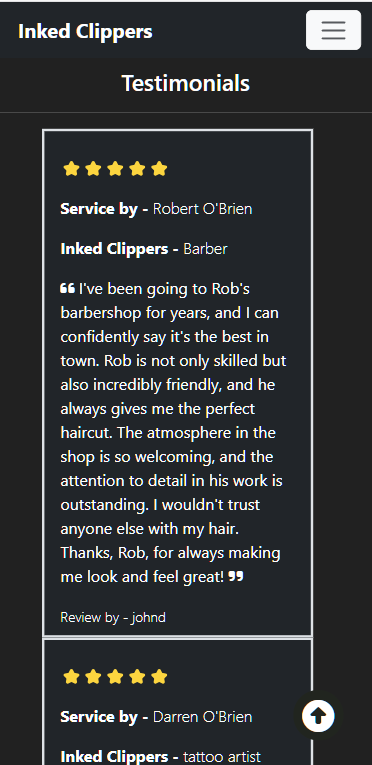 Inked Clippers
Testimonials
Service by - Robert O'Brien
Inked Clippers - Barber
❝ I've been going to Rob's
barbershop for years, and I can
confidently say it's the best in
town. Rob is not only skilled but
also incredibly friendly, and he
always gives me the perfect
haircut. The atmosphere in the
shop is so welcoming, and the
attention to detail in his work is
outstanding. I wouldn't trust
anyone else with my hair.
Thanks, Rob, for always making
me look and feel great! ❞
Review by - johnd
Service by - Darren O'Brien
Inked Clippers - tattoo artist